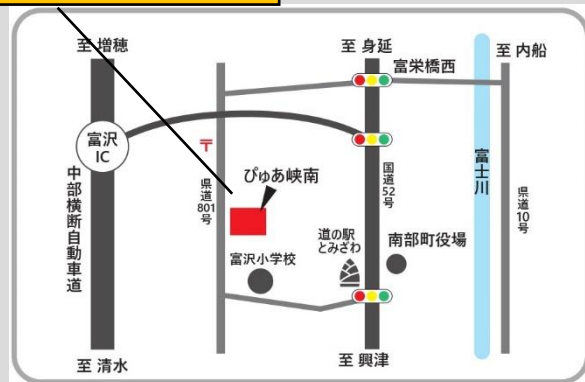 至 増穂
至 身延
至 内船
富栄橋西
富沢
IC
〒
中部横断自動車道
県道801号
ぴゅあ峡南
国道52号
富士川
県道10号
道の駅
とみざわ
南部町役場
富沢小学校
至 清水
至 興津